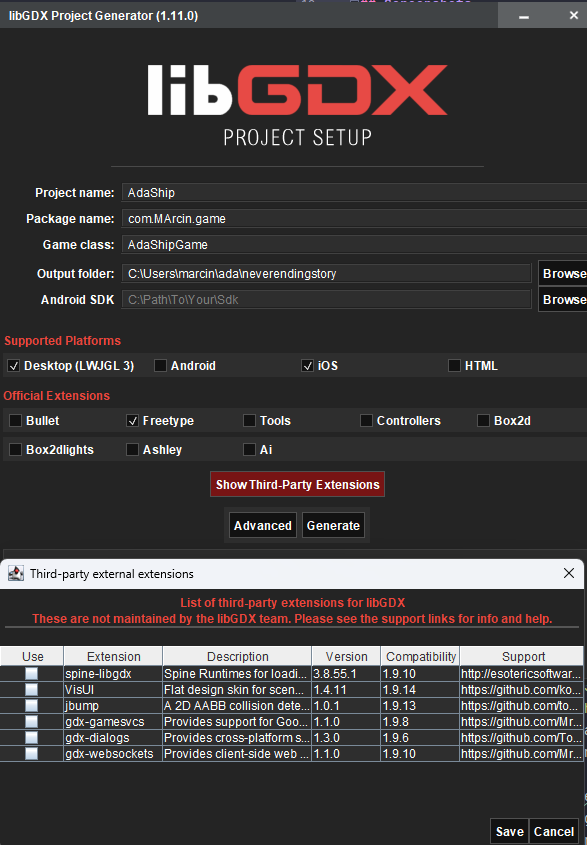 libGDX Project Generator (1.11.0)
libGDX
PROJECT SETUP
Project name: AdaShip
Package name: com.MArcin.game
Game class: AdaShipGame
Output folder: C:\Users\marcin\ada\neverendingstory Browse
Android SDK C:\Path\To\Your\Sdk Browse
Supported Platforms
Desktop (LWJGL 3) Android iOS HTML
Official Extensions
Bullet Freetype Tools Controllers Box2d
Box2dlights Ashley Ai
Show Third-Party Extensions
Advanced Generate
Third-party external extensions
List of third-party extensions for libGDX
These are not maintained by the libGDX team. Please see the support links for info and help.
Use Extension Description Version Compatibility Support
spine-libgdx Spine Runtimes for loadi... 3.8.55.1 1.9.10 http://esotericsoftwar...
VisUI Flat design skin for scen... 1.4.11 1.9.14 https://github.com/ko...
jbump A 2D AABB collision dete... 1.0.1 1.9.13 https://github.com/to...
gdx-gamesvcs Provides support for Goo... 1.1.0 1.9.8 https://github.com/Mr...
gdx-dialogs Provides cross-platform s... 1.3.0 1.9.6 https://github.com/To...
gdx-websockets Provides client-side web ... 1.1.0 1.9.10 https://github.com/Mr...
Save Cancel